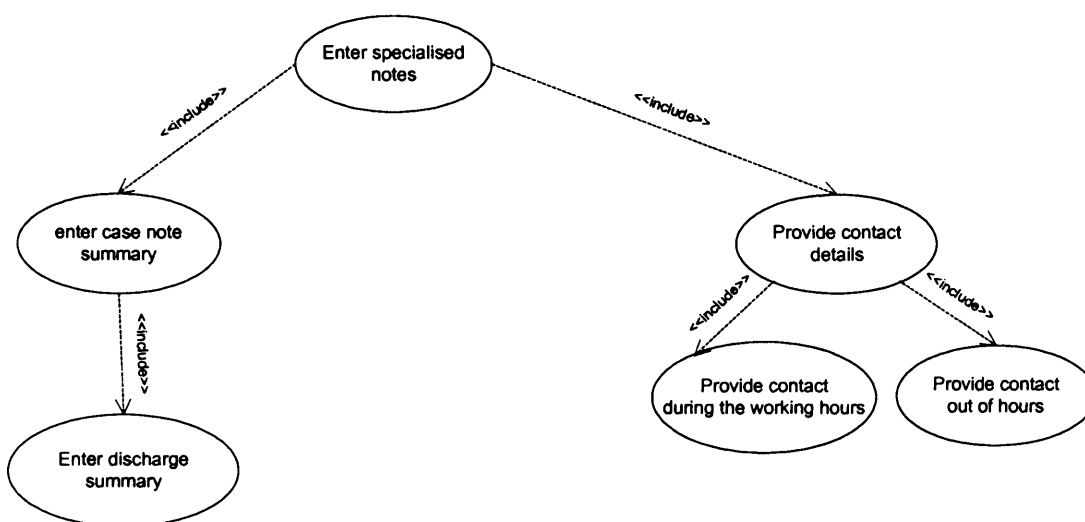 Enter specialised
notes
<<include>>
<<include>>
enter case note
summary
Provide contact
details
<<include>>
<<include>>
<<include>>
Provide contact
during the working hours
Provide contact
out of hours
Enter discharge
summary